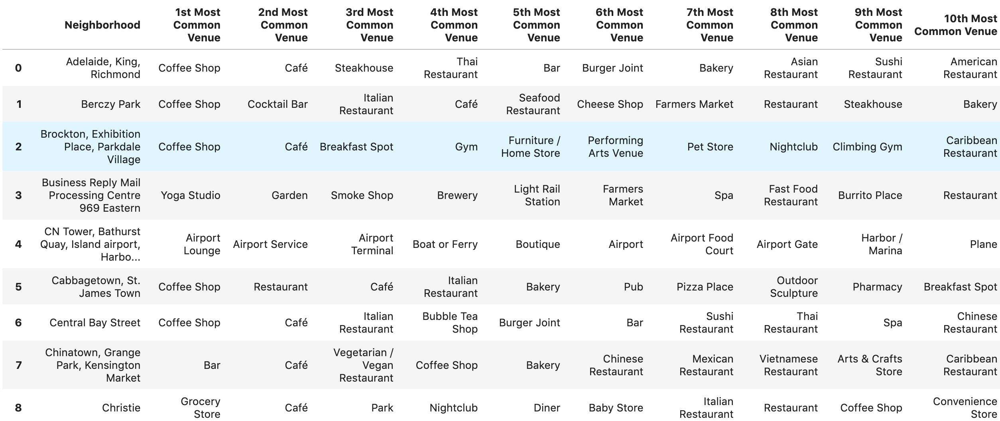 Neighborhood 1st Most Common Venue 2nd Most Common Venue 3rd Most Common Venue 4th Most Common Venue 5th Most Common Venue 6th Most Common Venue 7th Most Common Venue 8th Most Common Venue 9th Most Common Venue 10th Most Common Venue
0 Adelaide, King, Richmond Coffee Shop Café Steakhouse Thai Restaurant Bar Burger Joint Bakery Asian Restaurant Sushi Restaurant American Restaurant
1 Berczy Park Coffee Shop Cocktail Bar Italian Restaurant Café Seafood Restaurant Cheese Shop Farmers Market Restaurant Steakhouse Bakery
2 Brockton, Exhibition Place, Parkdale Village Coffee Shop Café Breakfast Spot Gym Furniture / Home Store Performing Arts Venue Pet Store Nightclub Climbing Gym Caribbean Restaurant
3 Business Reply Mail Processing Centre 969 Eastern Yoga Studio Garden Smoke Shop Brewery Light Rail Station Farmers Market Spa Fast Food Restaurant Burrito Place Restaurant
4 CN Tower, Bathurst Quay, Island airport, Harbo... Airport Lounge Airport Service Airport Terminal Boat or Ferry Boutique Airport Airport Food Court Airport Gate Harbor / Marina Plane
5 Cabbagetown, St. James Town Coffee Shop Restaurant Café Italian Restaurant Bakery Pub Pizza Place Outdoor Sculpture Pharmacy Breakfast Spot
6 Central Bay Street Coffee Shop Café Italian Restaurant Bubble Tea Shop Burger Joint Bar Sushi Restaurant Thai Restaurant Spa Chinese Restaurant
7 Chinatown, Grange Park, Kensington Market Bar Café Vegetarian / Vegan Restaurant Coffee Shop Bakery Chinese Restaurant Mexican Restaurant Vietnamese Restaurant Arts & Crafts Store Caribbean Restaurant
8 Christie Grocery Store Café Park Nightclub Diner Baby Store Italian Restaurant Restaurant Coffee Shop Convenience Store